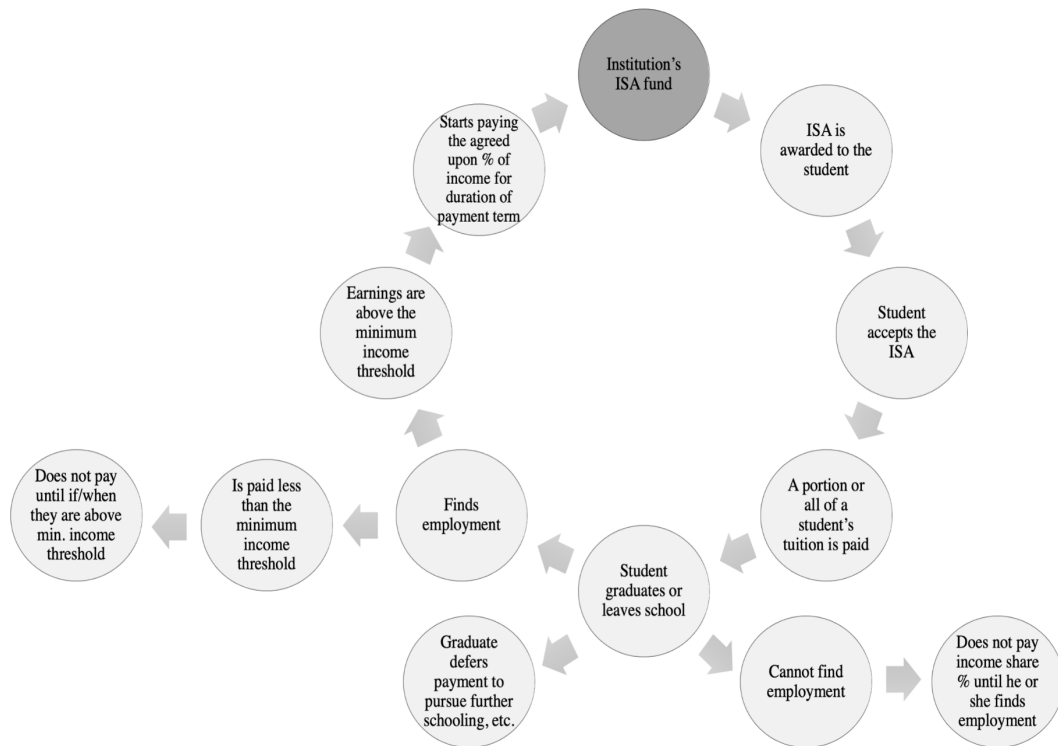 Institution's
ISA fund
ISA is
awarded to the
student
Student
accepts the
ISA
A portion or
all of a
student's
tuition is paid
Student
graduates or
leaves school
Cannot find
employment
Does not pay
income share
% until he or
she finds
employment
Graduate
defers
payment to
pursue further
schooling, etc.
Finds
employment
Is paid less
than the
minimum
income
threshold
Does not pay
until if/when
they are above
min. income
threshold
Earnings are
above the
minimum
income
threshold
Starts paying
the agreed
upon % of
income for
duration of
payment term